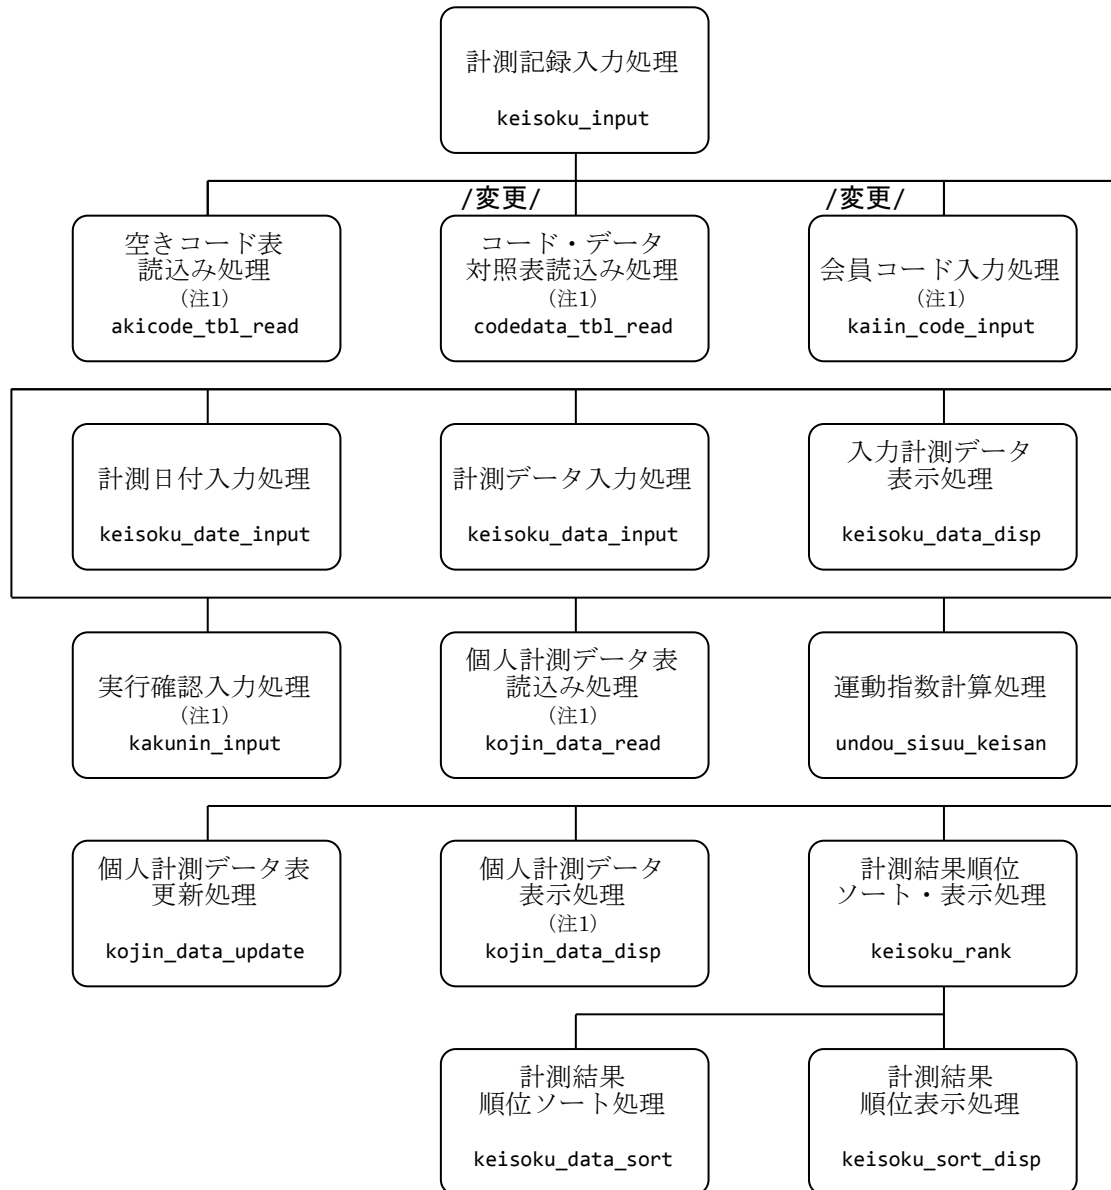 計測記録入力処理
keisoku_input
/変更/
/変更/
空きコード表
読込み処理
(注1)
akicode_tbl_read
コード・データ
対照表読込み処理
(注1)
codedata_tbl_read
会員コード入力処理
(注1)
kaiin_code_input
計測日付入力処理
keisoku_date_input
計測データ入力処理
keisoku_data_input
入力計測データ
表示処理
keisoku_data_disp
実行確認入力処理
(注1)
kakunin_input
個人計測データ表
読込み処理
(注1)
kojin_data_read
運動指数計算処理
undou_sisuu_keisan
個人計測データ表
更新処理
kojin_data_update
個人計測データ
表示処理
(注1)
kojin_data_disp
計測結果順位
ソート・表示処理
keisoku_rank
計測結果
順位ソート処理
keisoku_data_sort
計測結果
順位表示処理
keisoku_sort_disp